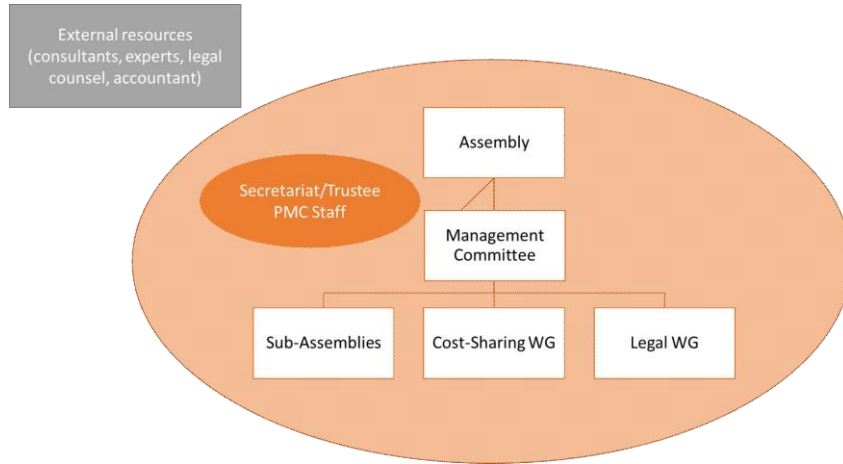 External resources
(consultants, experts, legal
counsel, accountant)
Assembly
Secretariat/Trustee
PMC Staff
Management
Committee
Sub-Assemblies
Cost-Sharing WG
Legal WG